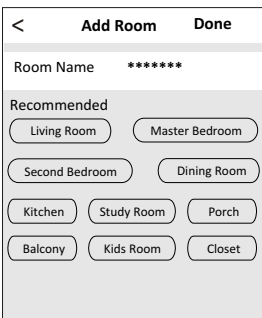 < Add Room Done
Room Name *******
Recommended
Living Room Master Bedroom
Second Bedroom Dining Room
Kitchen Study Room Porch
Balcony Kids Room Closet